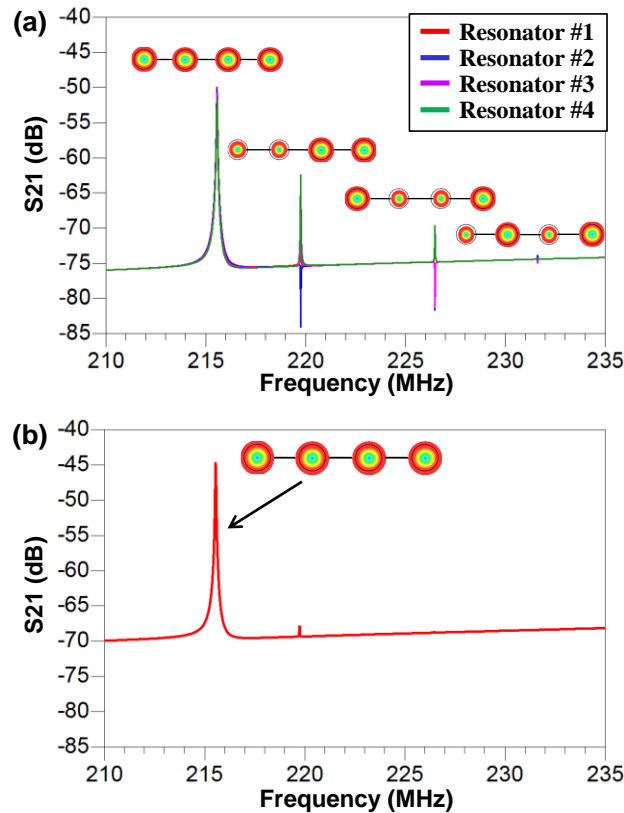 (a)
-40
-45
-50
-55
-60
-65
-70
-75
-80
-85
S21 (dB)
Resonator #1
Resonator #2
Resonator #3
Resonator #4
210 215 220 225 230 235
Frequency (MHz)
(b)
-40
-45
-50
-55
-60
-65
-70
-75
-80
-85
S21 (dB)
210 215 220 225 230 235
Frequency (MHz)